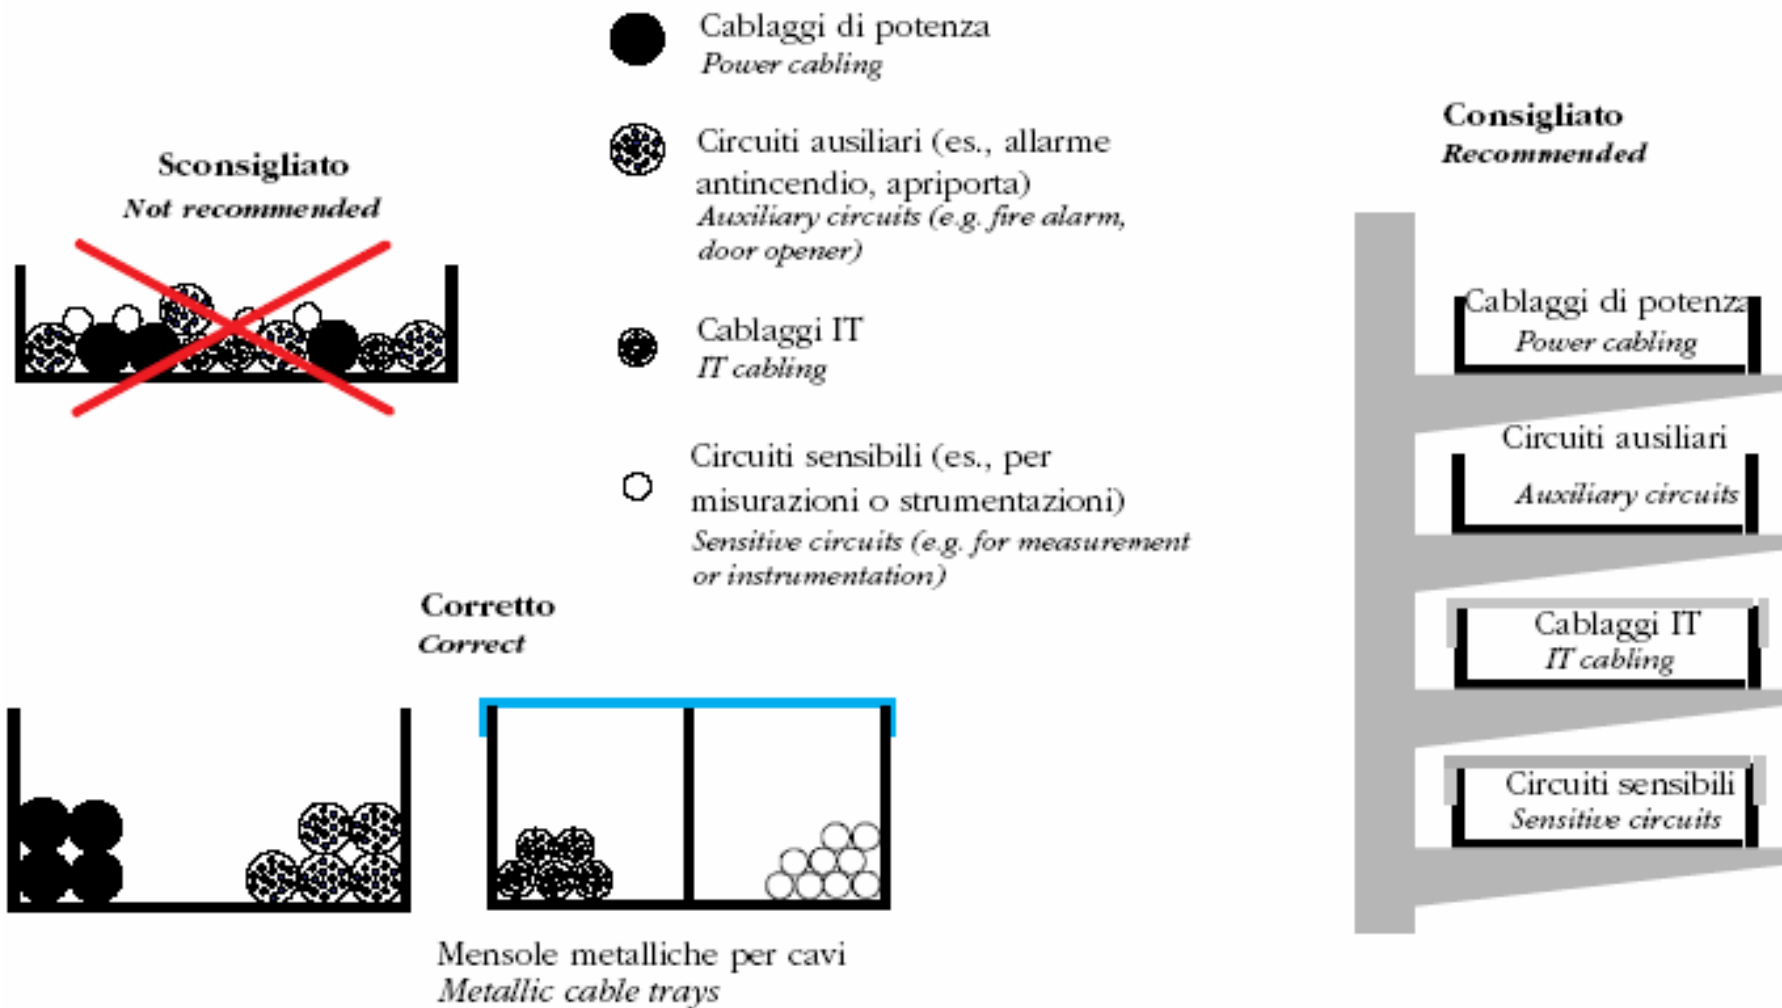 Cablaggi di potenza
Power cabling
Circuiti ausiliari (es., allarme
antincendio, apriporta)
Auxiliary circuits (e.g. fire alarm,
door opener)
Cablaggi IT
IT cabling
Circuiti sensibili (es., per
misurazioni o strumentazioni)
Sensitive circuits (e.g. for measurement
or instrumentation)
Sconsigliato
Not recommended
Corretto
Correct
Mensole metalliche per cavi
Metallic cable trays
Consigliato
Recommended
Cablaggi di potenza
Power cabling
Circuiti ausiliari
Auxiliary circuits
Cablaggi IT
IT cabling
Circuiti sensibili
Sensitive circuits